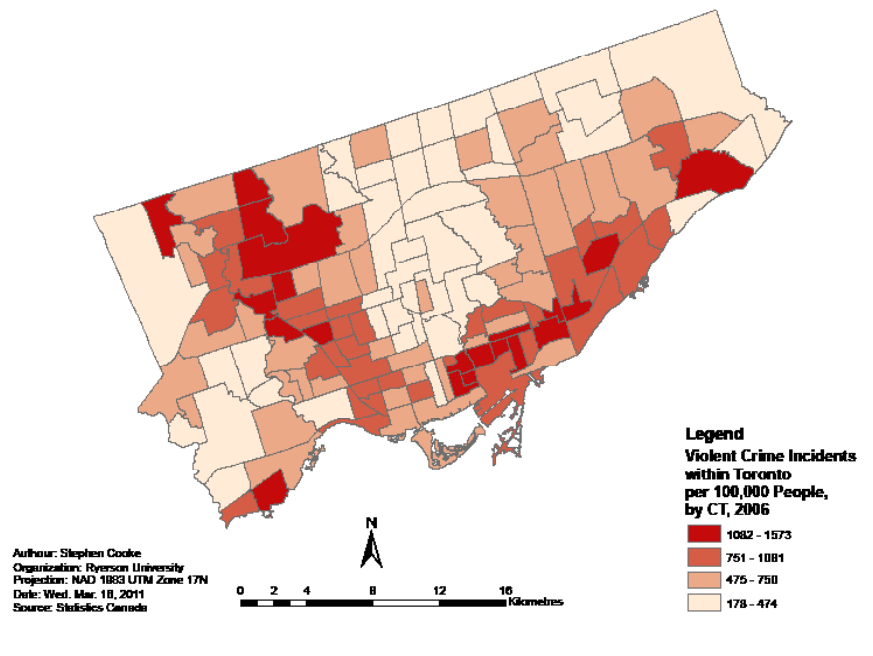 Legend
Violent Crime Incidents
within Toronto
per 100,000 People,
by CT, 2006
1082 - 1573
751 - 1081
475 - 750
178 - 474
N
Authour: Stephen Cooke
Organization: Ryerson University
Projection: NAD 1983 UTM Zone 17N
Date: Wed. Mar. 16, 2011
Source: Statistics Canada
0 2 4 8 12 16
Kilometres